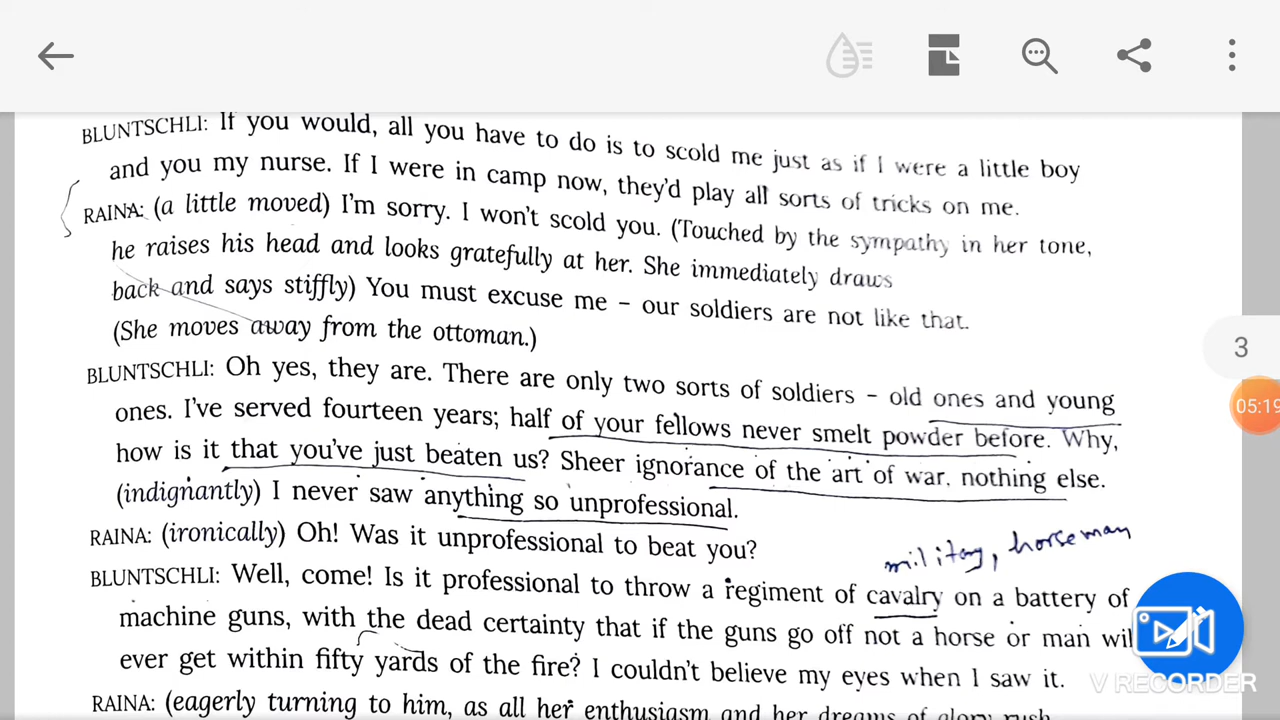 BLUNTSCHLI: If you would, all you have to do is to scold me just as if I were a little boy
and you my nurse. If I were in camp now, they'd play all sorts of tricks on me.
RAINA: (a little moved) I'm sorry. I won't scold you. (Touched by the sympathy in her tone,
he raises his head and looks gratefully at her. She immediately draws
back and says stiffly) You must excuse me – our soldiers are not like that.
(She moves away from the ottoman.)
3
BLUNTSCHLI: Oh yes, they are. There are only two sorts of soldiers – old ones and young
05:19
ones. I've served fourteen years; half of your fellows never smelt powder before. Why,
how is it that you've just beaten us? Sheer ignorance of the art of war, nothing else.
(indignantly) I never saw anything so unprofessional.
RAINA: (ironically) Oh! Was it unprofessional to beat you?
military, horseman
BLUNTSCHLI: Well, come! Is it professional to throw a regiment of cavalry on a battery of
machine guns, with the dead certainty that if the guns go off not a horse or man wil
ever get within fifty yards of the fire? I couldn't believe my eyes when I saw it.
V RECORDER
RAINA: (eagerly turning to him, as all her enthusiasm and her dreams of glory rush